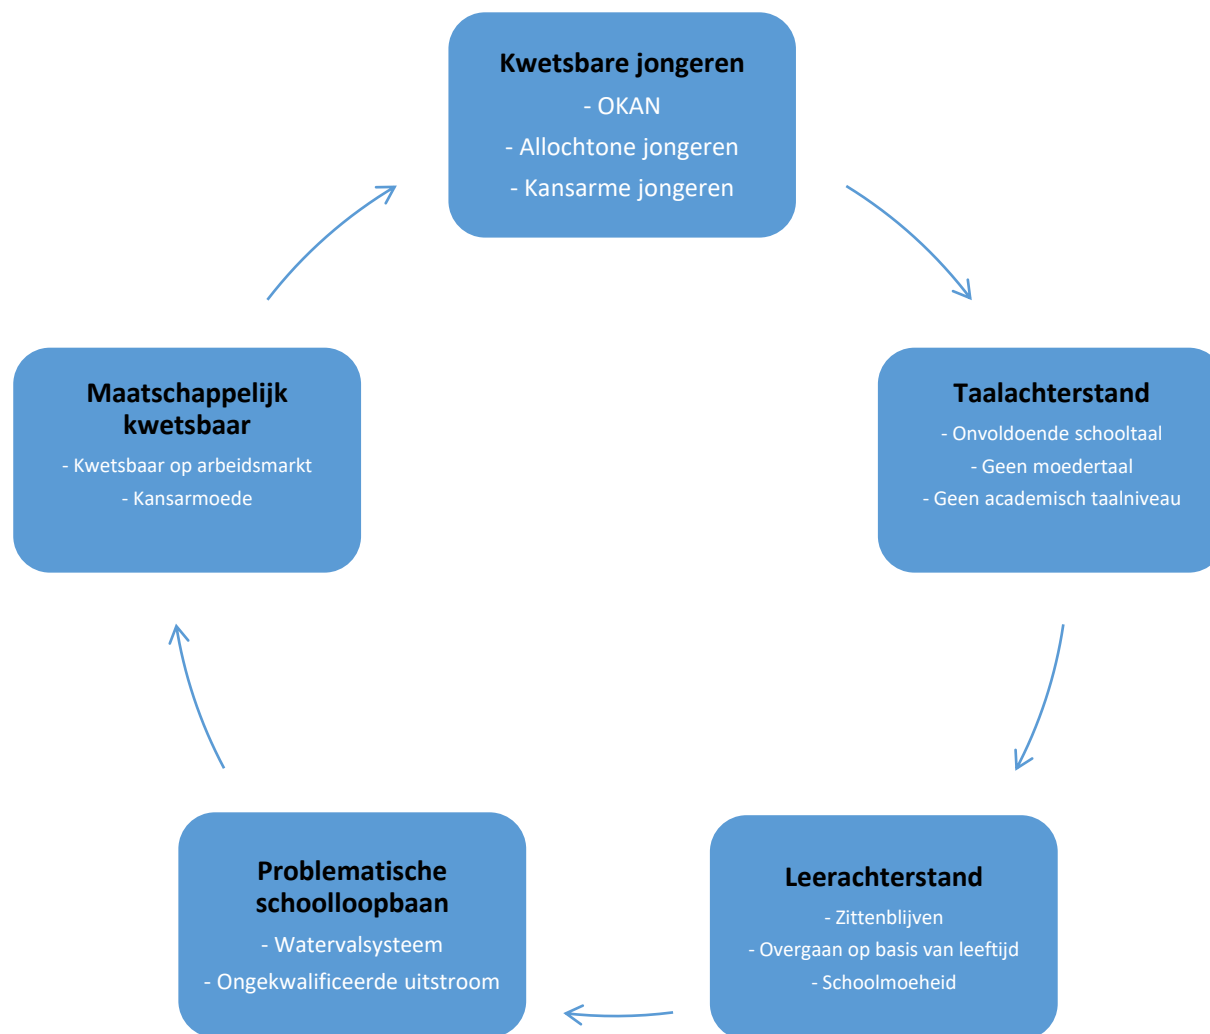 Kwetsbare jongeren
- OKAN
- Allochtone jongeren
- Kansarme jongeren
Taalachterstand
- Onvoldoende schooltaal
- Geen moedertaal
- Geen academisch taalniveau
Leerachterstand
- Zittenblijven
- Overgaan op basis van leeftijd
- Schoolmoeheid
Problematische
schoolloopbaan
- Watervalsysteem
- Ongekwalificeerde uitstroom
Maatschappelijk
kwetsbaar
- Kwetsbaar op arbeidsmarkt
- Kansarmoede